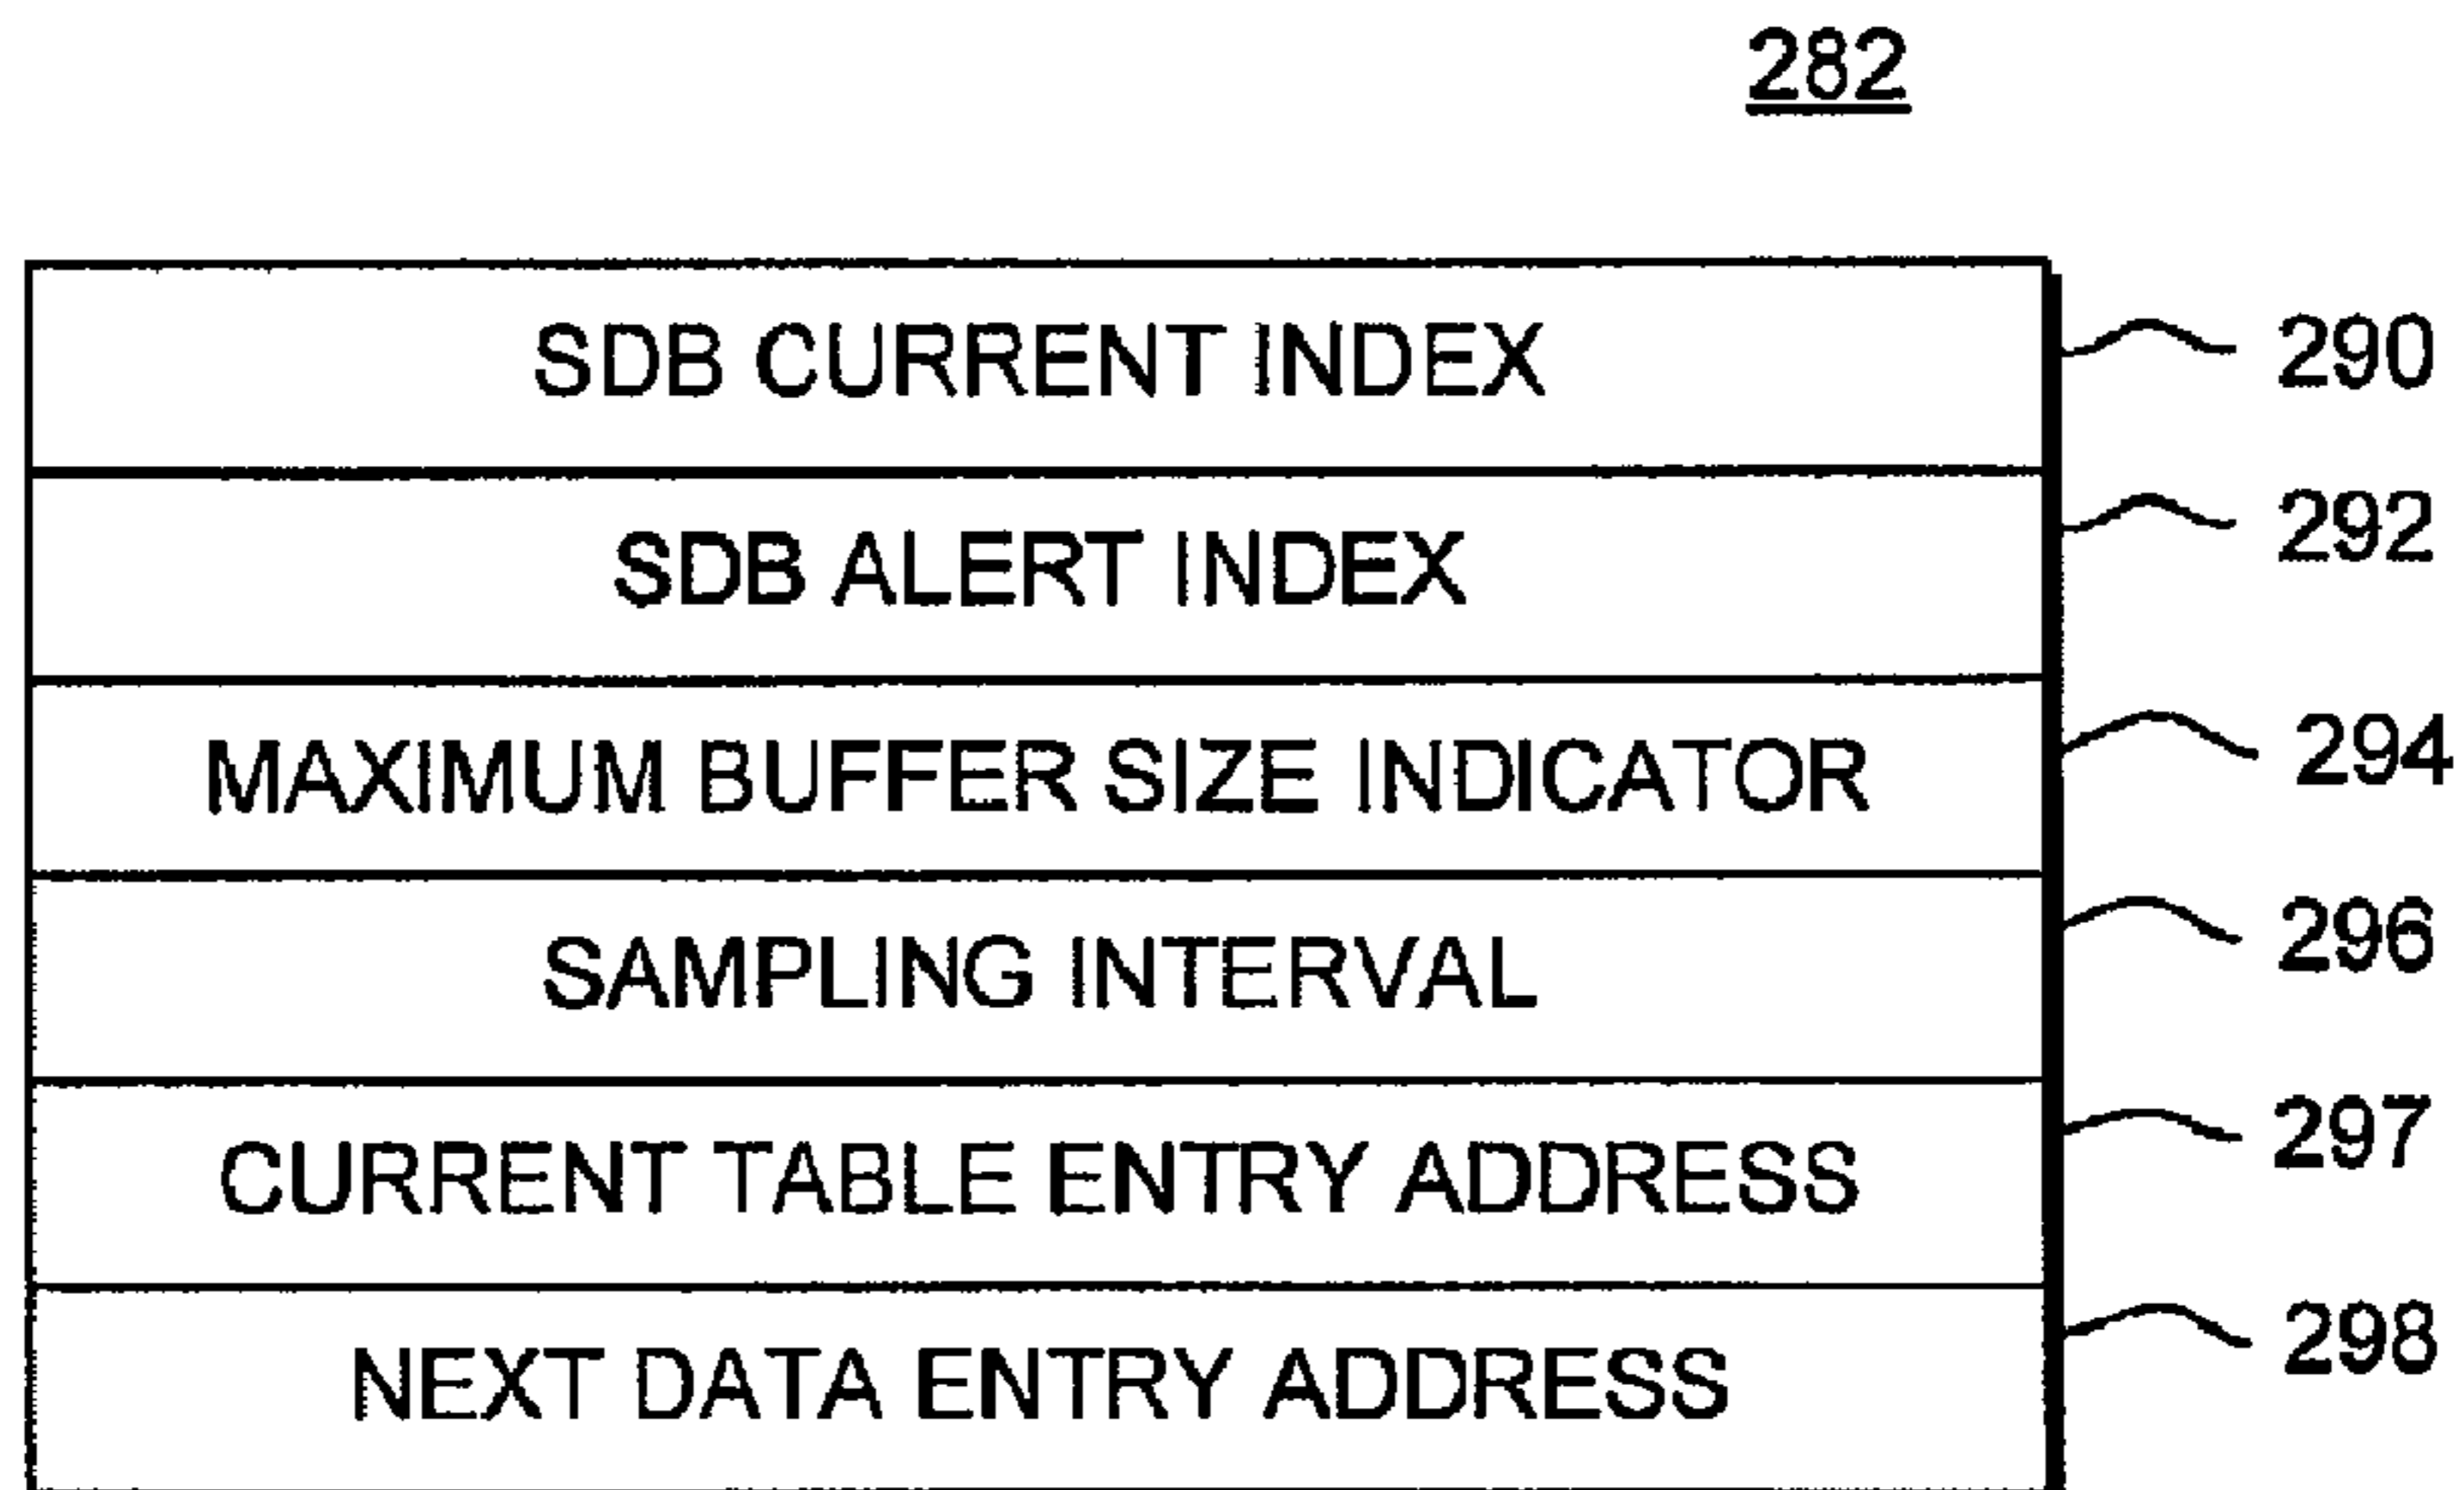 282
SDB CURRENT INDEX 290
SDB ALERT INDEX 292
MAXIMUM BUFFER SIZE INDICATOR 294
SAMPLING INTERVAL 296
CURRENT TABLE ENTRY ADDRESS 297
NEXT DATA ENTRY ADDRESS 298